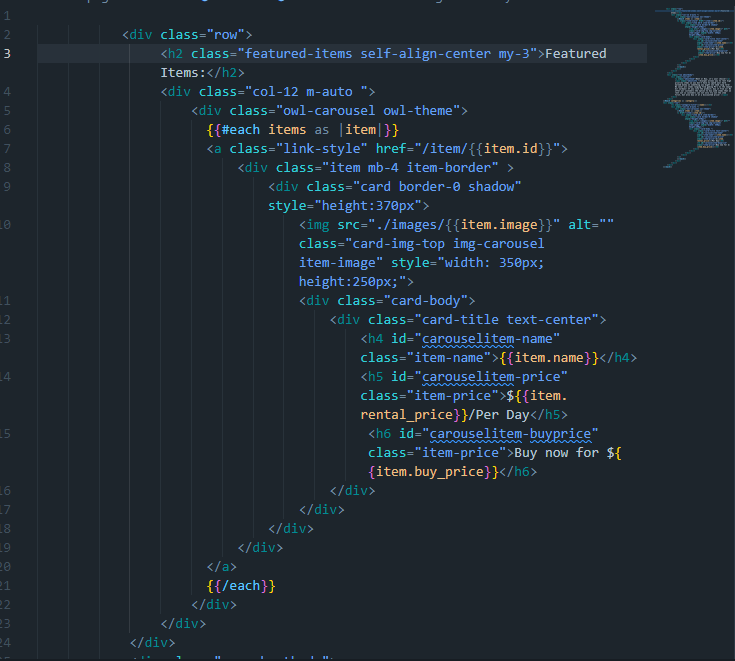 1
2 <div class="row">
3 <h2 class="featured-items self-align-center my-3">Featured
Items:</h2>
4 <div class="col-12 m-auto ">
5 <div class="owl-carousel owl-theme">
6 {{#each items as |item|}}
7 <a class="link-style" href="/item/{{item.id}}">
8 <div class="item mb-4 item-border" >
9 <div class="card border-0 shadow"
style="height:370px">
10 <img src="./images/{{item.image}}" alt=""
class="card-img-top img-carousel
item-image" style="width: 350px;
height:250px;">
11 <div class="card-body">
12 <div class="card-title text-center">
13 <h4 id="carouselitem-name"
class="item-name">{{item.name}}</h4>
14 <h5 id="carouselitem-price"
class="item-price">${{item.
rental_price}}/Per Day</h5>
15 <h6 id="carouselitem-buyprice"
class="item-price">Buy now for ${
{item.buy_price}}</h6>
16 </div>
17 </div>
18 </div>
19 </div>
20 </a>
21 {{/each}}
22 </div>
23 </div>
24 </div>